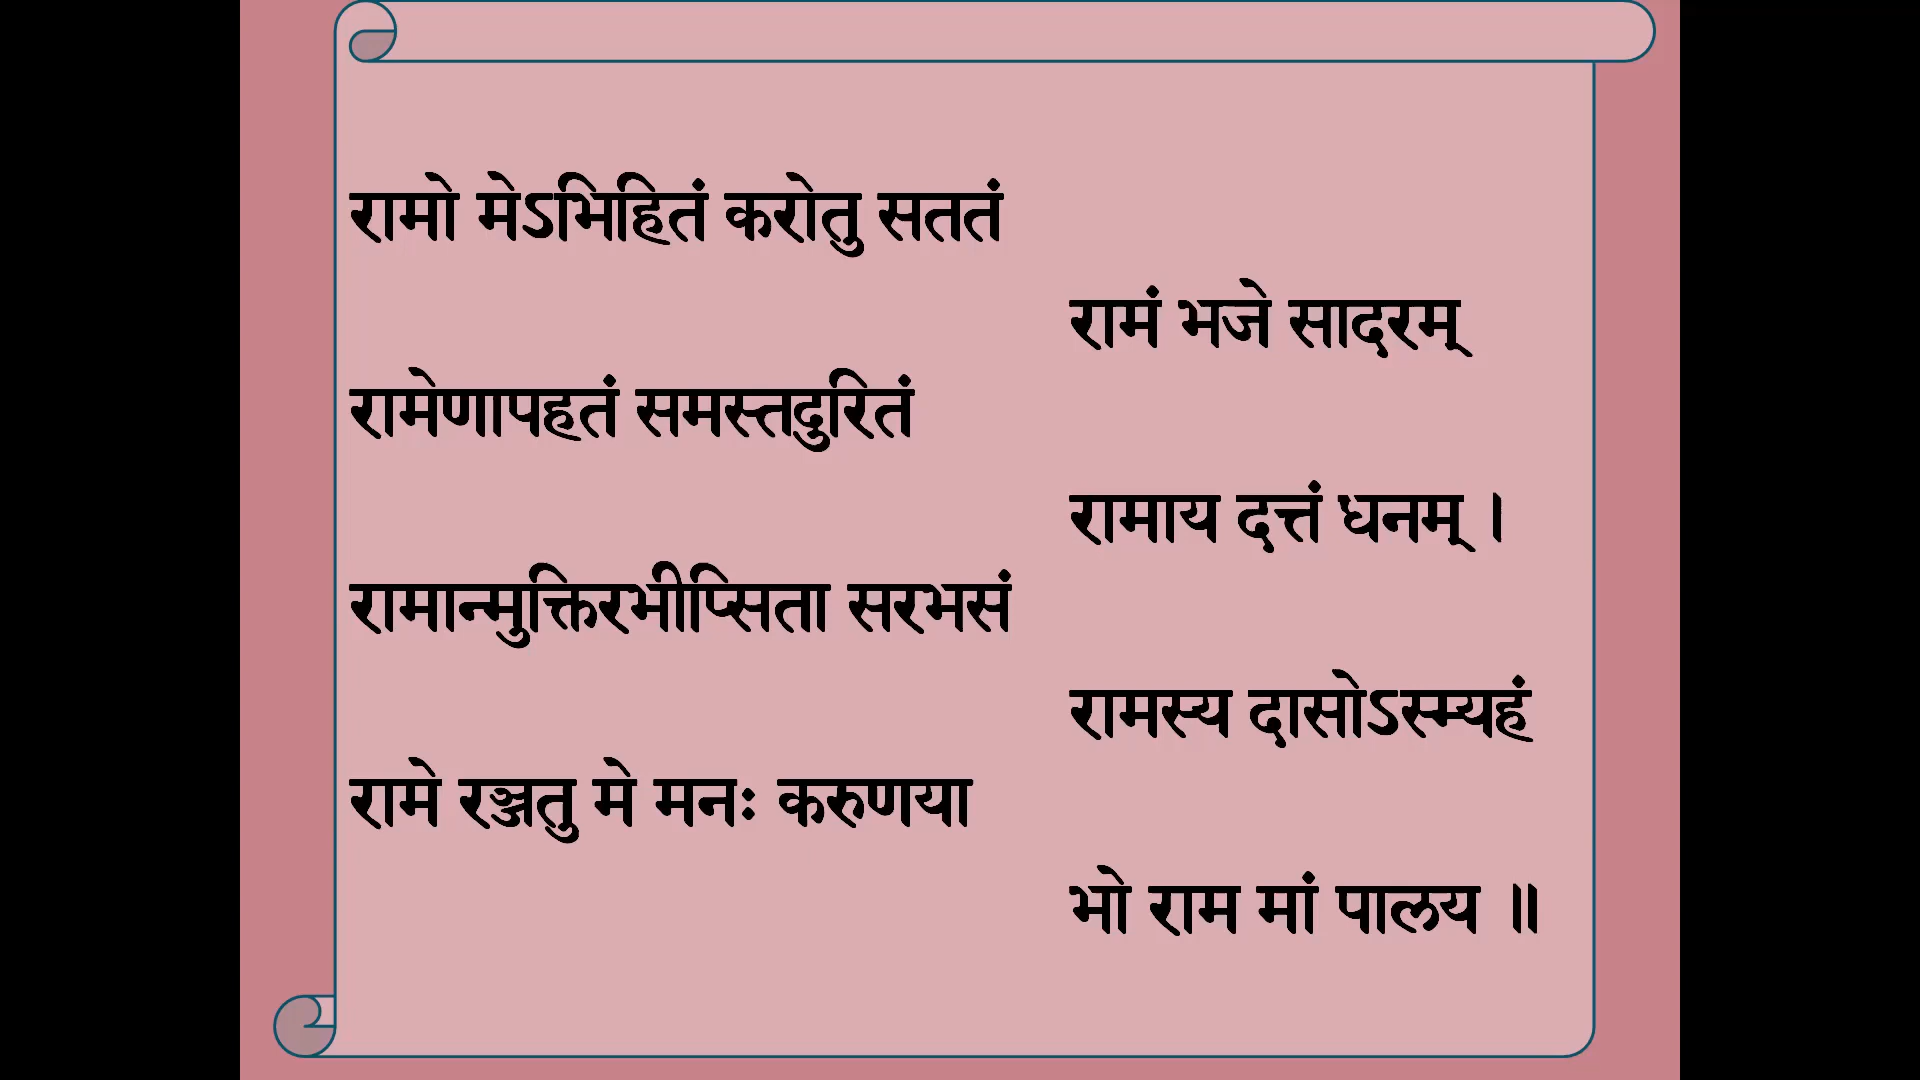 रामो मेऽभिहितं करोतु सततं
रामं भजे सादरम्
रामेणापहतं समस्तदुरितं
रामाय दत्तं धनम् ।
रामान्मुक्तिरभीप्सिता सरभसं
रामस्य दासोऽस्म्यहं
रामे रञ्जतु मे मनः करुणया
भो राम मां पालय ॥